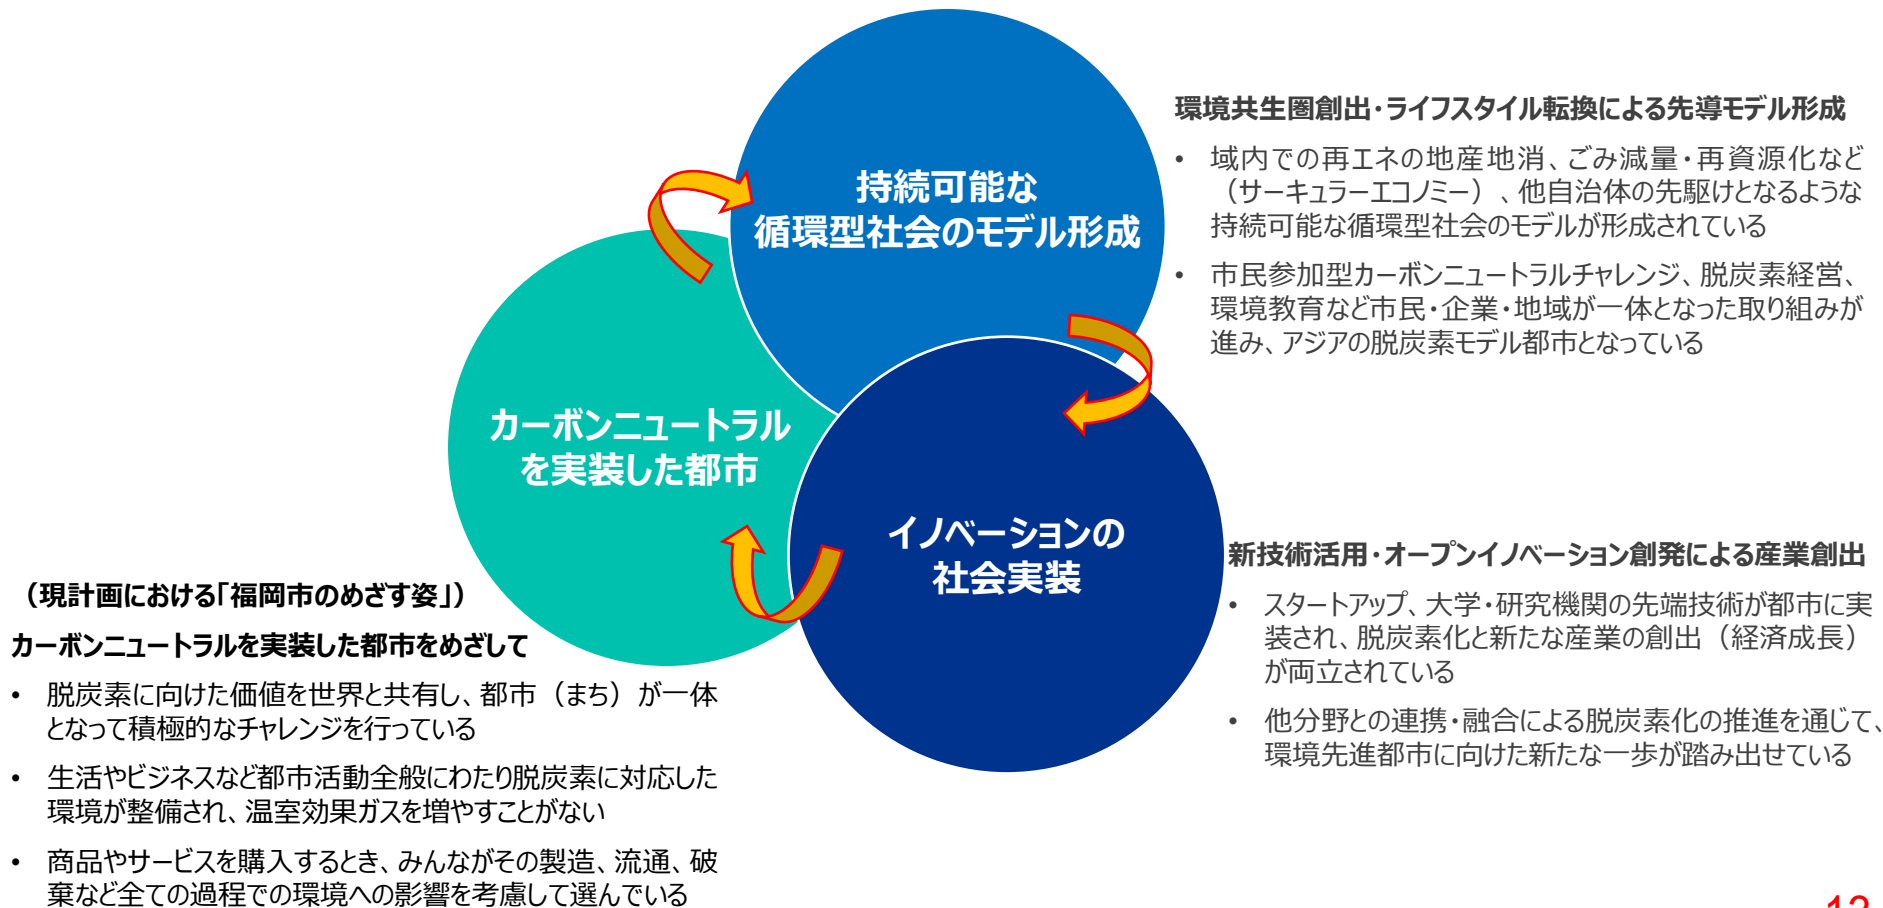 持続可能な
循環型社会のモデル形成
カーボンニュートラル
を実装した都市
イノベーションの
社会実装
環境共生圏創出・ライフスタイル転換による先導モデル形成
• 域内での再エネの地産地消、ごみ減量・再資源化など
（サーキュラーエコノミー）、他自治体の先駆けとなるような
持続可能な循環型社会のモデルが形成されている
• 市民参加型カーボンニュートラルチャレンジ、脱炭素経営、
環境教育など市民・企業・地域が一体となった取り組みが
進み、アジアの脱炭素モデル都市となっている
新技術活用・オープンイノベーション創発による産業創出
• スタートアップ、大学・研究機関の先端技術が都市に実
装され、脱炭素化と新たな産業の創出（経済成長）
が両立されている
• 他分野との連携・融合による脱炭素化の推進を通じて、
環境先進都市に向けた新たな一歩が踏み出せている
（現計画における「福岡市のめざす姿」）
カーボンニュートラルを実装した都市をめざして
• 脱炭素に向けた価値を世界と共有し、都市（まち）が一体
となって積極的なチャレンジを行っている
• 生活やビジネスなど都市活動全般にわたり脱炭素に対応した
環境が整備され、温室効果ガスを増やすことがない
• 商品やサービスを購入するとき、みんながその製造、流通、破
棄など全ての過程での環境への影響を考慮して選んでいる